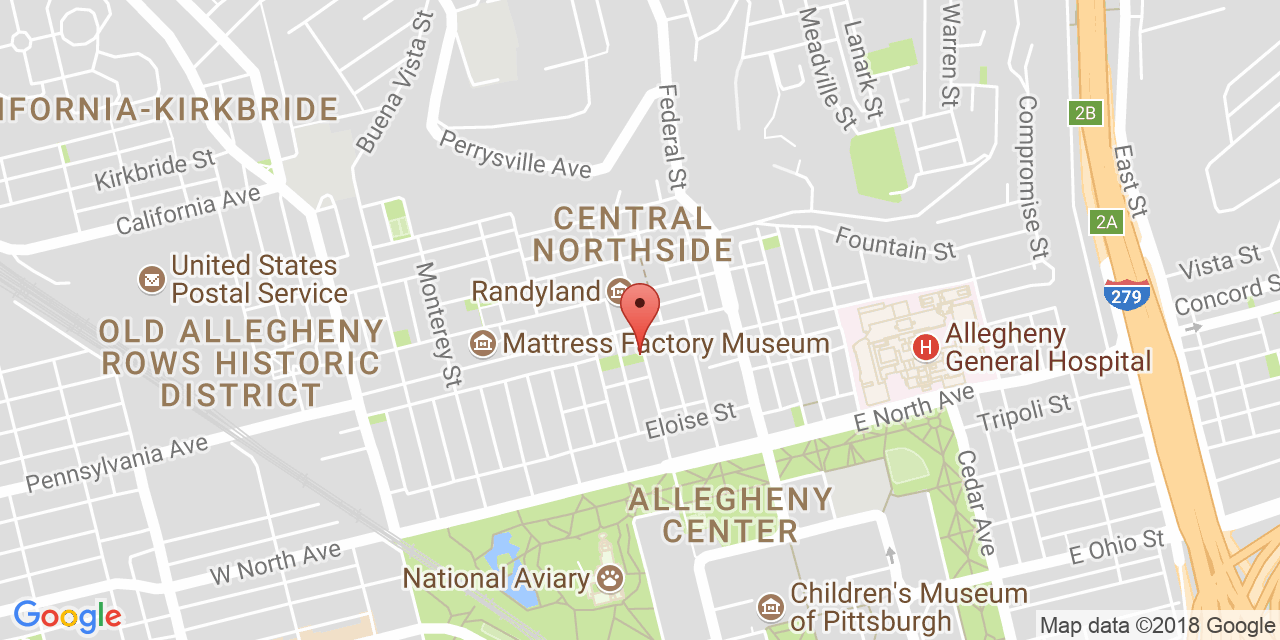 Buena Vista St
Meadville St
Lanark St
Warren St
IFORNIA-KIRKBRIDE
Federal St
Compromise St
2B
Perrysville Ave
Kirkbride St
East St
California Ave
CENTRAL
NORTHSIDE
2A
Fountain St
United States
Postal Service
Vista St
Concord S
Randyland
279
Monterey St
OLD ALLEGHENY
ROWS HISTORIC
DISTRICT
Mattress Factory Museum
H
Allegheny
General Hospital
Eloise St
E North Ave
Tripoli St
Pennsylvania Ave
Cedar Ave
ALLEGHENY
CENTER
W North Ave
E Ohio St
National Aviary
Children's Museum
of Pittsburgh
Google
Map data ©2018 Google